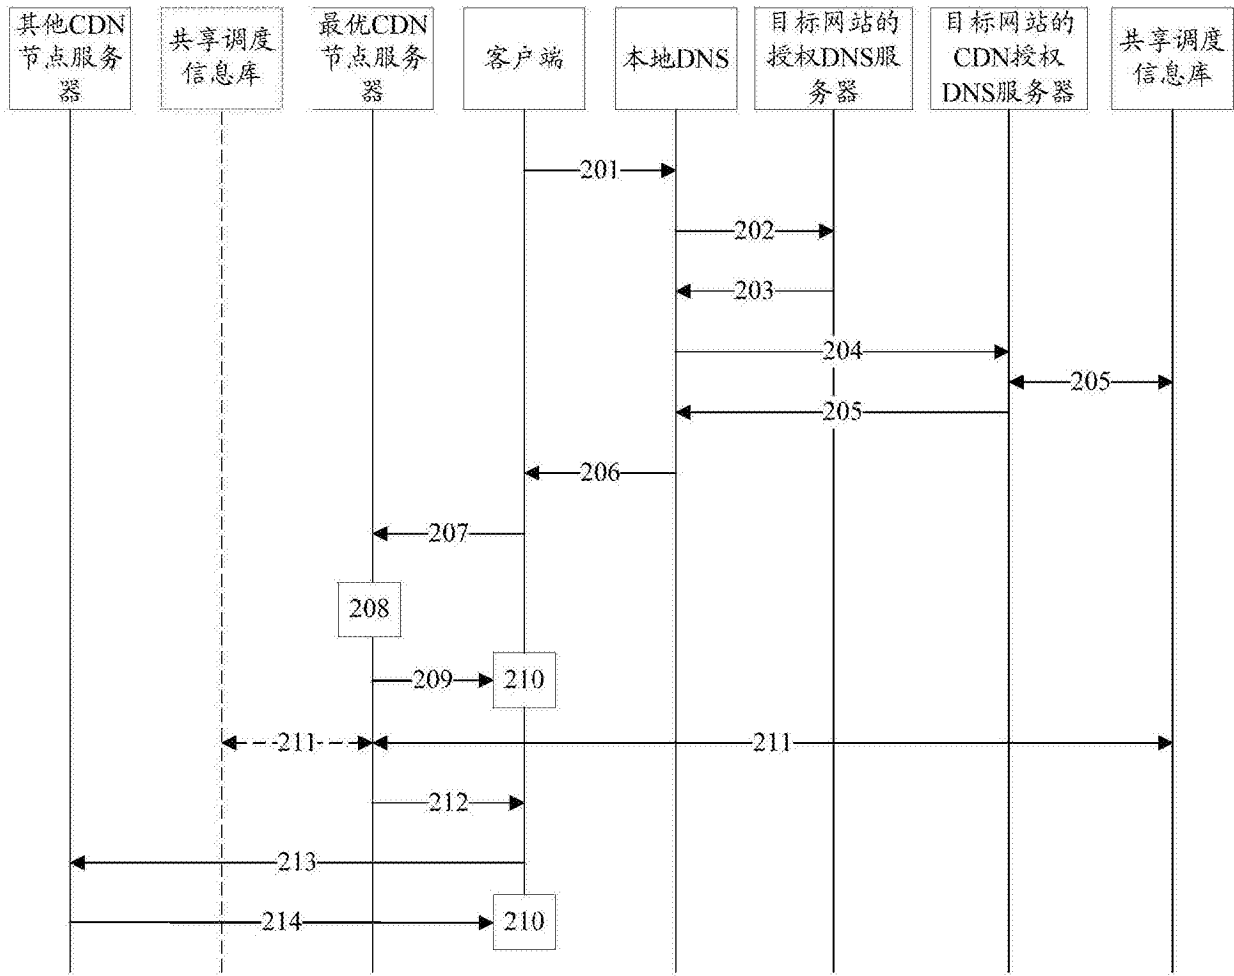 其他CDN
节点服务
器
共享调度
信息库
最优CDN
节点服务
器
客户端
本地DNS
目标网站的
授权DNS服
务器
目标网站的
CDN授权
DNS服务器
共享调度
信息库
201
202
203
204
205
205
206
207
208
209
210
211
211
212
213
214
210